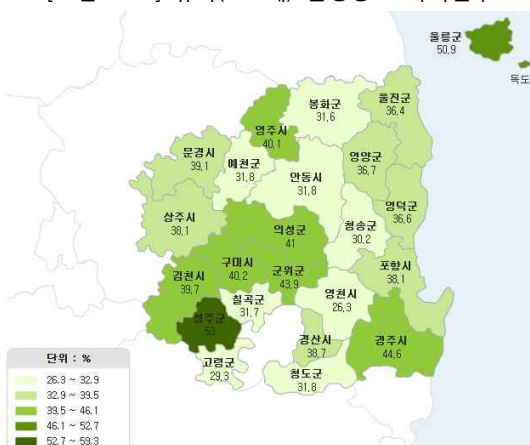 울릉군
50,9
독도
봉화군
31,6
울진군
36,4
영주시
40,1
문경시
39,1
예천군
31,8
안동시
31,8
영양군
36,7
상주시
38,1
의성군
41
청송군
30,2
영덕군
36,6
김천시
39,7
구미시
40,2
군위군
43,9
포항시
38,1
칠곡군
31,7
영천시
26,3
성주군
53
경산시
38,7
경주시
44,6
고령군
29,3
청도군
31,8
단위 : %
26.3 ~ 32.9
32.9 ~ 39.5
39.5 ~ 46.1
46.1 ~ 52.7
52.7 ~ 59.3